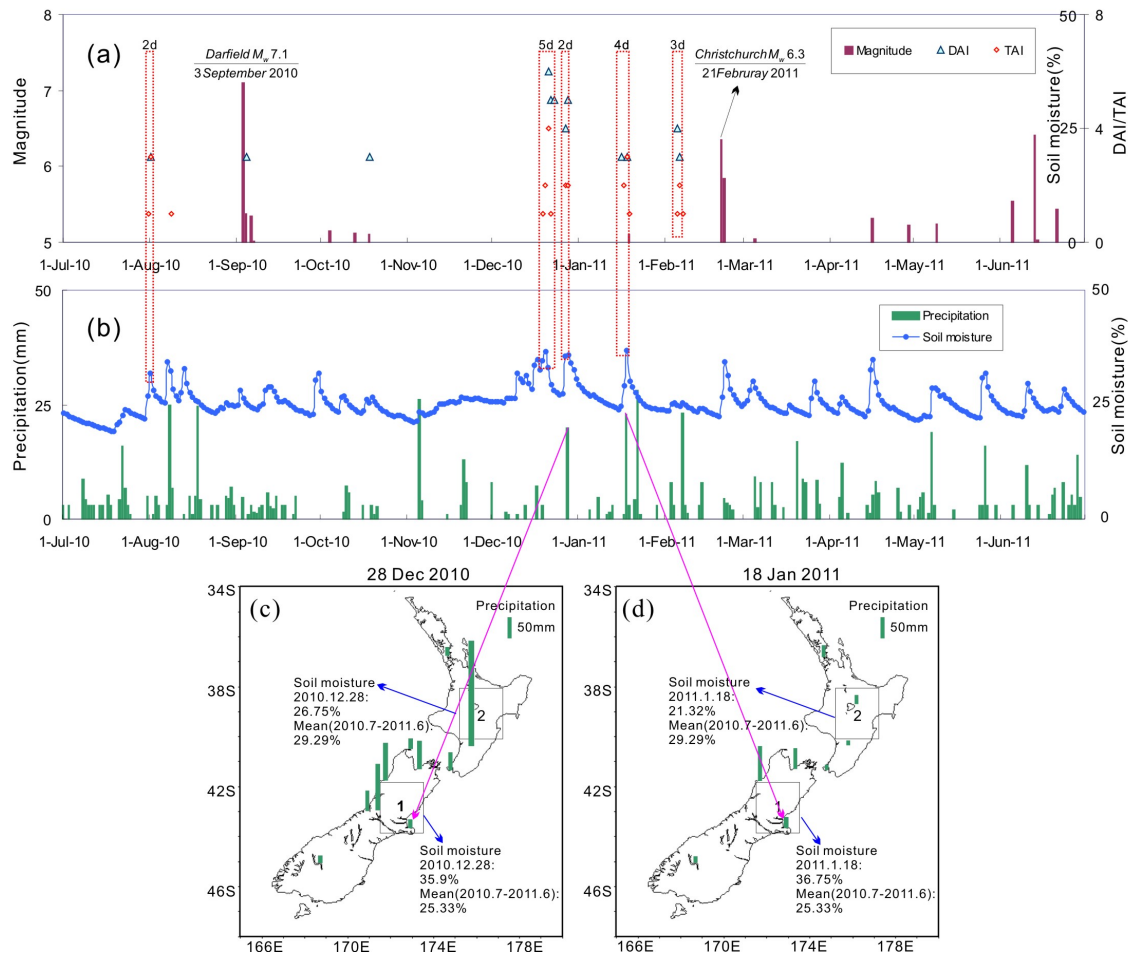 8
50
8
(a)
2d
5d
2d
4d
3d
Darfield Mw 7.1
3 September 2010
Christchurch Mw 6.3
21 Februray 2011
Magnitude
DAI
TAI
7
6
5
Magnitude
25
4
0
0
Soil moisture(%)
DAI/TAI
1-Jul-10
1-Aug-10
1-Sep-10
1-Oct-10
1-Nov-10
1-Dec-10
1-Jan-11
1-Feb-11
1-Mar-11
1-Apr-11
1-May-11
1-Jun-11
50
50
(b)
Precipitation
Soil moisture
25
25
0
0
Precipitation(mm)
Soil moisture(%)
1-Jul-10
1-Aug-10
1-Sep-10
1-Oct-10
1-Nov-10
1-Dec-10
1-Jan-11
1-Feb-11
1-Mar-11
1-Apr-11
1-May-11
1-Jun-11
28 Dec 2010
34S
(c)
Precipitation
50mm
38S
Soil moisture
2010.12.28:
26.75%
Mean(2010.7-2011.6):
29.29%
2
42S
1
Soil moisture
2010.12.28:
35.9%
Mean(2010.7-2011.6):
25.33%
46S
166E
170E
174E
178E
18 Jan 2011
34S
(d)
Precipitation
50mm
38S
Soil moisture
2011.1.18:
21.32%
Mean(2010.7-2011.6):
29.29%
2
42S
1
Soil moisture
2011.1.18:
36.75%
Mean(2010.7-2011.6):
25.33%
46S
166E
170E
174E
178E